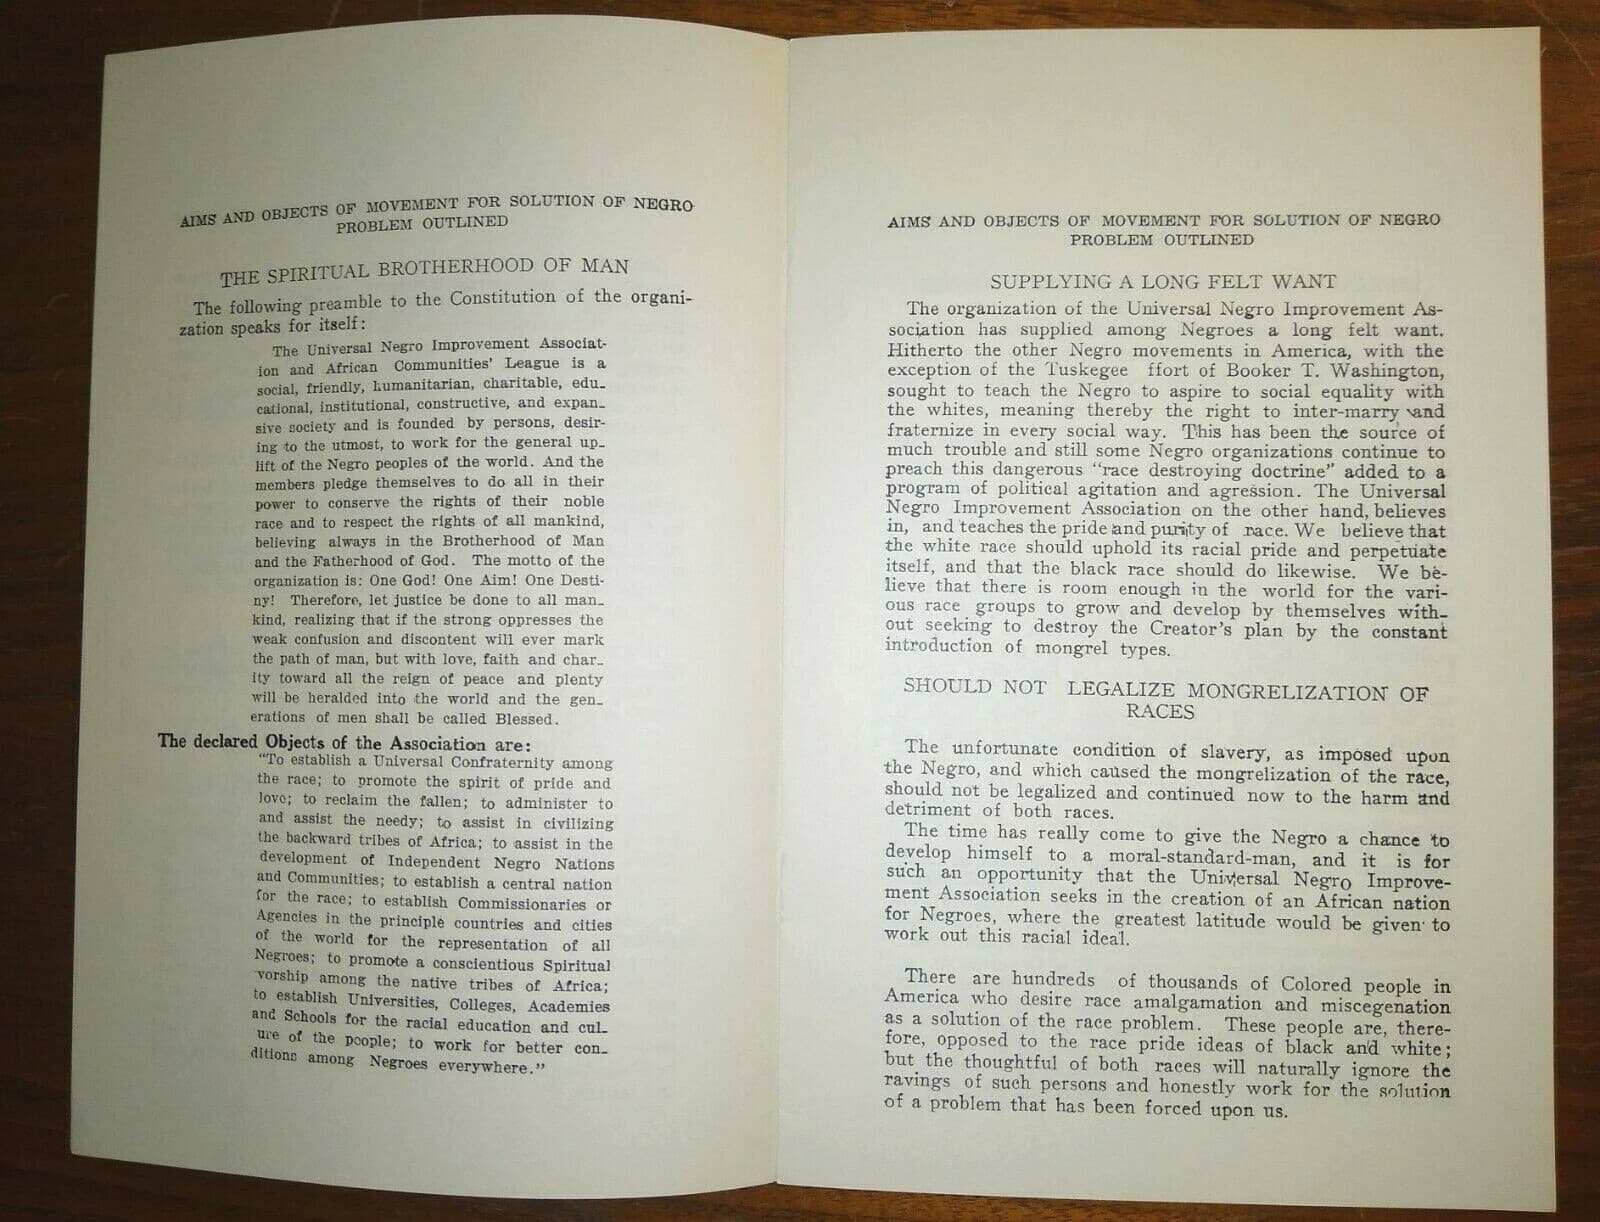 AIMS AND OBJECTS OF MOVEMENT FOR SOLUTION OF NEGRO
PROBLEM OUTLINED
THE SPIRITUAL BROTHERHOOD OF MAN
The following preamble to the Constitution of the organi-
zation speaks for itself:
The Universal Negro Improvement Associat-
ion and African Communities' League is a
social, friendly, humanitarian, charitable, edu_
cational, institutional, constructive, and expan_
sive society and is founded by persons, desir-
ing to the utmost, to work for the general up_
lift of the Negro peoples of the world. And the
members pledge themselves to do all in their
power to conserve the rights of their noble
race and to respect the rights of all mankind,
believing always in the Brotherhood of Man
and the Fatherhood of God. The motto of the
organization is: One God! One Aim! One Desti-
ny! Therefore, let justice be done to all man_
kind, realizing that if the strong oppresses the
weak confusion and discontent will ever mark
the path of man, but with love, faith and char_
ity toward all the reign of peace and plenty
will be heralded into the world and the gen_
erations of men shall be called Blessed.
The declared Objects of the Association are:
"To establish a Universal Confraternity among
the race; to promote the spirit of pride and
love; to reclaim the fallen; to administer to
and assist the needy; to assist in civilizing
the backward tribes of Africa; to assist in the
development of Independent Negro Nations
and Communities; to establish a central nation
for the race; to establish Commissionaries or
Agencies in the principle countries and cities
of the world for the representation of all
Negroes; to promote a conscientious Spiritual
vorship among the native tribes of Africa;
to establish Universities, Colleges, Academies
and Schools for the racial education and cul_
ure of the people; to work for better con_
ditions among Negroes everywhere."
AIMS AND OBJECTS OF MOVEMENT FOR SOLUTION OF NEGRO
PROBLEM OUTLINED
SUPPLYING A LONG FELT WANT
The organization of the Universal Negro Improvement As-
sociation has supplied among Negroes a long felt want.
Hitherto the other Negro movements in America, with the
exception of the Tuskegee ffort of Booker T. Washington,
sought to teach the Negro to aspire to social equality with
the whites, meaning thereby the right to inter-marry and
fraternize in every social way. This has been the source of
much trouble and still some Negro organizations continue to
preach this dangerous "race destroying doctrine" added to a
program of political agitation and agression. The Universal
Negro Improvement Association on the other hand, believes
in, and teaches the pride and purity of race. We believe that
the white race should uphold its racial pride and perpetuate
itself, and that the black race should do likewise. We be-
lieve that there is room enough in the world for the vari-
ous race groups to grow and develop by themselves with_
out seeking to destroy the Creator's plan by the constant
introduction of mongrel types.
SHOULD NOT LEGALIZE MONGRELIZATION OF
RACES
The unfortunate condition of slavery, as imposed upon
the Negro, and which caused the mongrelization of the race,
should not be legalized and continued now to the harm and
detriment of both races.
The time has really come to give the Negro a chance to
develop himself to a moral-standard-man, and it is for
such an opportunity that the Universal Negro Improve-
ment Association seeks in the creation of an African nation
for Negroes, where the greatest latitude would be given to
work out this racial ideal.
There are hundreds of thousands of Colored people in
America who desire race amalgamation and miscegenation
as a solution of the race problem. These people are, there-
fore, opposed to the race pride ideas of black and white;
but the thoughtful of both races will naturally ignore the
ravings of such persons and honestly work for the solution
of a problem that has been forced upon us.